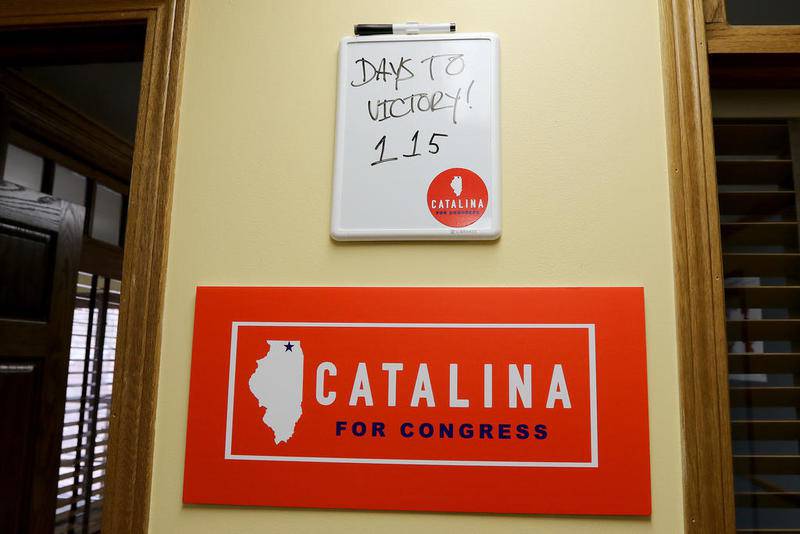 DAYS TO
VICTORY!
115
CATALINA
FOR CONGRESS
CATALINA
FOR CONGRESS